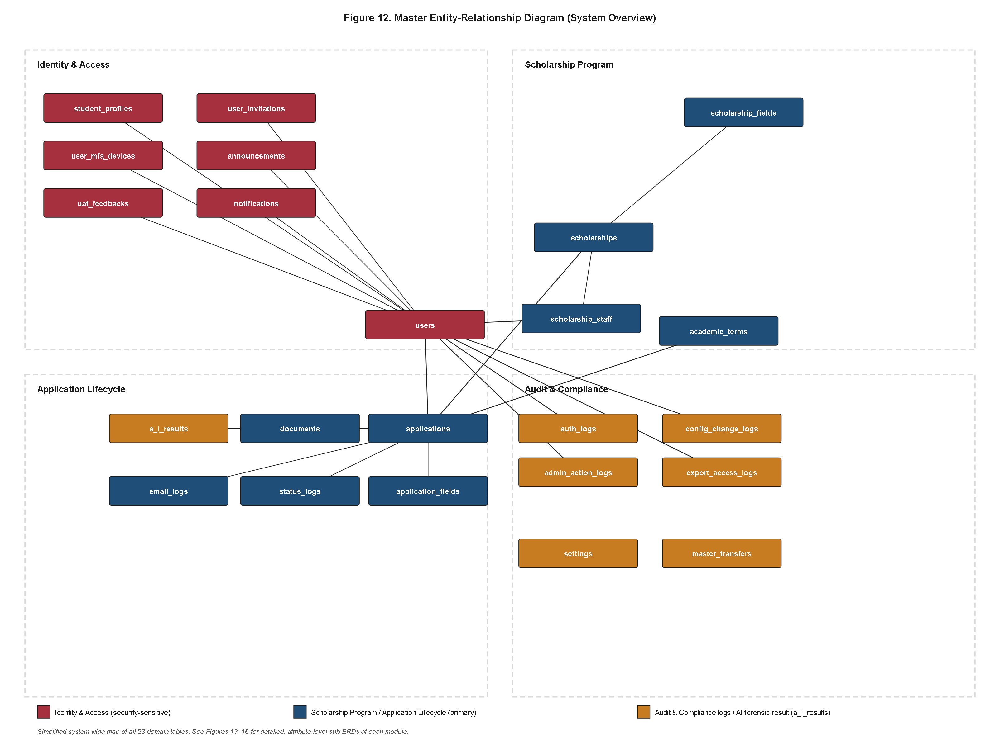 Figure 12. Master Entity-Relationship Diagram (System Overview)
Identity & Access
student_profiles
user_invitations
user_mfa_devices
announcements
uat_feedbacks
notifications
users
Scholarship Program
scholarship_fields
scholarships
scholarship_staff
academic_terms
Application Lifecycle
a_i_results
documents
applications
email_logs
status_logs
application_fields
Audit & Compliance
auth_logs
config_change_logs
admin_action_logs
export_access_logs
settings
master_transfers
Identity & Access (security-sensitive)
Scholarship Program / Application Lifecycle (primary)
Audit & Compliance logs / AI forensic result (a_i_results)
Simplified system-wide map of all 23 domain tables. See Figures 13–16 for detailed, attribute-level sub-ERDs of each module.